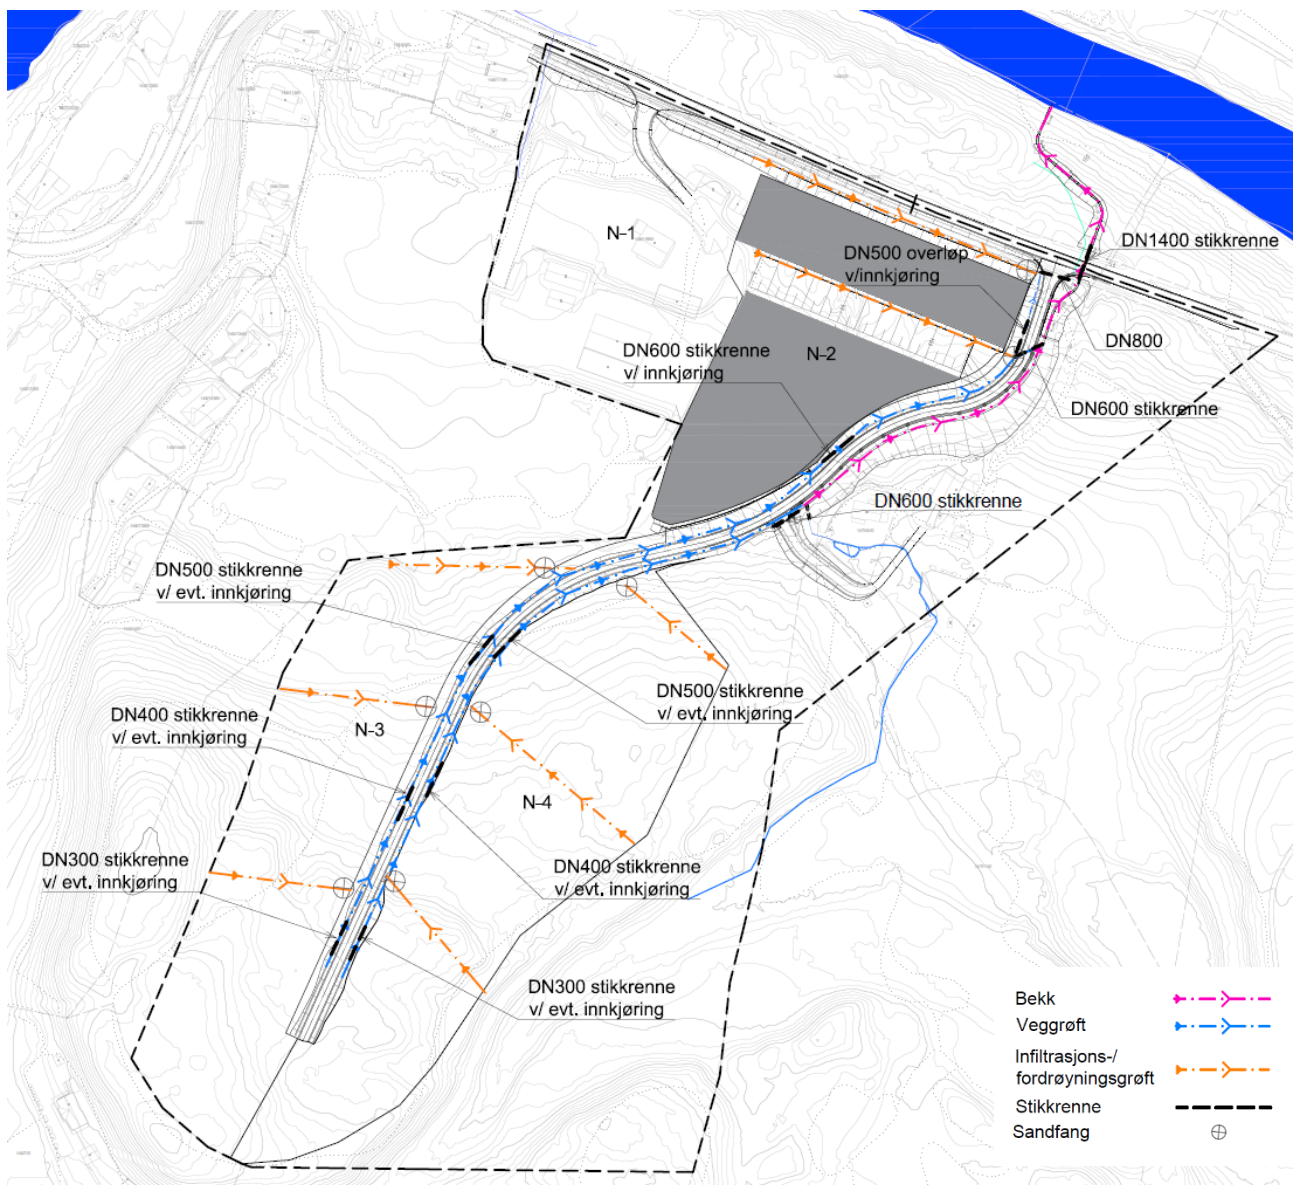 N-1
DN1400 stikkrenne
DN500 overløp
v/innkjøring
DN800
DN600 stikkrenne
v/ innkjøring
N-2
DN600 stikkrenne
DN600 stikkrenne
DN500 stikkrenne
v/ evt. innkjøring
DN500 stikkrenne
v/ evt. innkjøring
DN400 stikkrenne
v/ evt. innkjøring
N-3
N-4
DN300 stikkrenne
v/ evt. innkjøring
DN400 stikkrenne
v/ evt. innkjøring
DN300 stikkrenne
v/ evt. innkjøring
Bekk
Veggrøft
Infiltrasjons-/
fordrøyningsgrøft
Stikkrenne
Sandfang